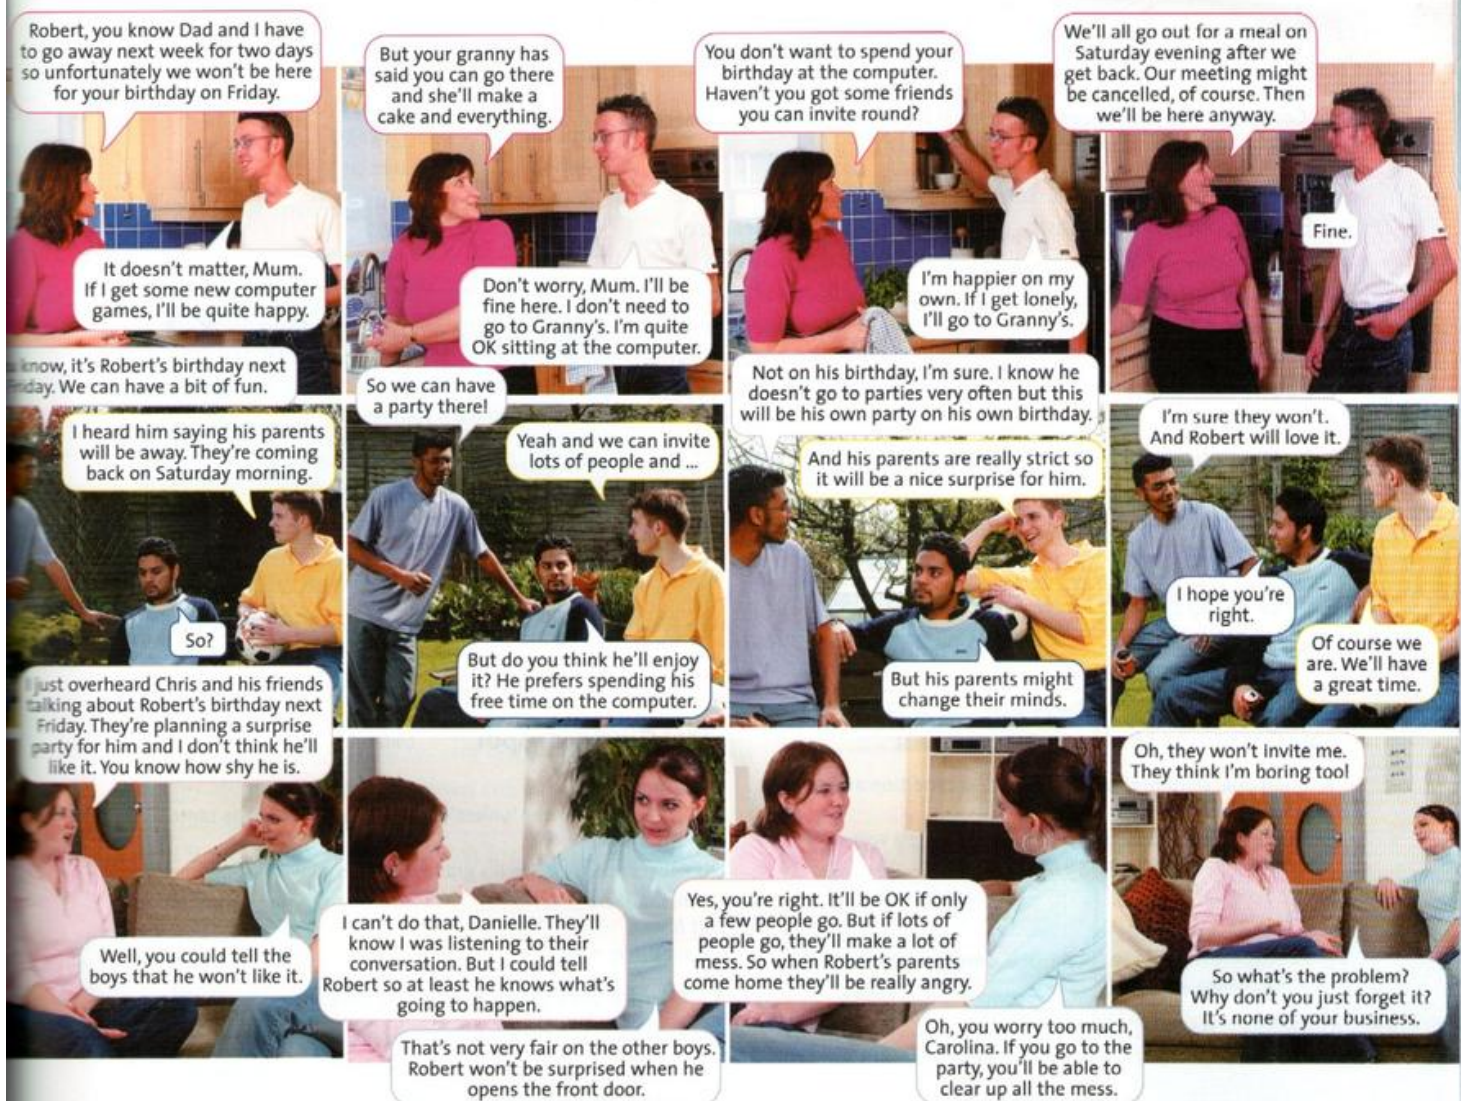 Robert, you know Dad and I have
to go away next week for two days
so unfortunately we won't be here
for your birthday on Friday.
It doesn't matter, Mum.
If I get some new computer
games, I'll be quite happy.
But your granny has
said you can go there
and she'll make a
cake and everything.
Don't worry, Mum. I'll be
fine here. I don't need to
go to Granny's. I'm quite
OK sitting at the computer.
You don't want to spend your
birthday at the computer.
Haven't you got some friends
you can invite round?
I'm happier on my
own. If I get lonely,
I'll go to Granny's.
We'll all go out for a meal on
Saturday evening after we
get back. Our meeting might
be cancelled, of course. Then
we'll be here anyway.
Fine.
know, it's Robert's birthday next
Friday. We can have a bit of fun.
I heard him saying his parents
will be away. They're coming
back on Saturday morning.
So?
So we can have
a party there!
Yeah and we can invite
lots of people and ...
But do you think he'll enjoy
it? He prefers spending his
free time on the computer.
Not on his birthday, I'm sure. I know he
doesn't go to parties very often but this
will be his own party on his own birthday.
And his parents are really strict so
it will be a nice surprise for him.
But his parents might
change their minds.
I'm sure they won't.
And Robert will love it.
I hope you're
right.
Of course we
are. We'll have
a great time.
I just overheard Chris and his friends
talking about Robert's birthday next
Friday. They're planning a surprise
party for him and I don't think he'll
like it. You know how shy he is.
Well, you could tell the
boys that he won't like it.
I can't do that, Danielle. They'll
know I was listening to their
conversation. But I could tell
Robert so at least he knows what's
going to happen.
That's not very fair on the other boys.
Robert won't be surprised when he
opens the front door.
Yes, you're right. It'll be OK if only
a few people go. But if lots of
people go, they'll make a lot of
mess. So when Robert's parents
come home they'll be really angry.
Oh, you worry too much,
Carolina. If you go to the
party, you'll be able to
clear up all the mess.
Oh, they won't invite me.
They think I'm boring too!
So what's the problem?
Why don't you just forget it?
It's none of your business.